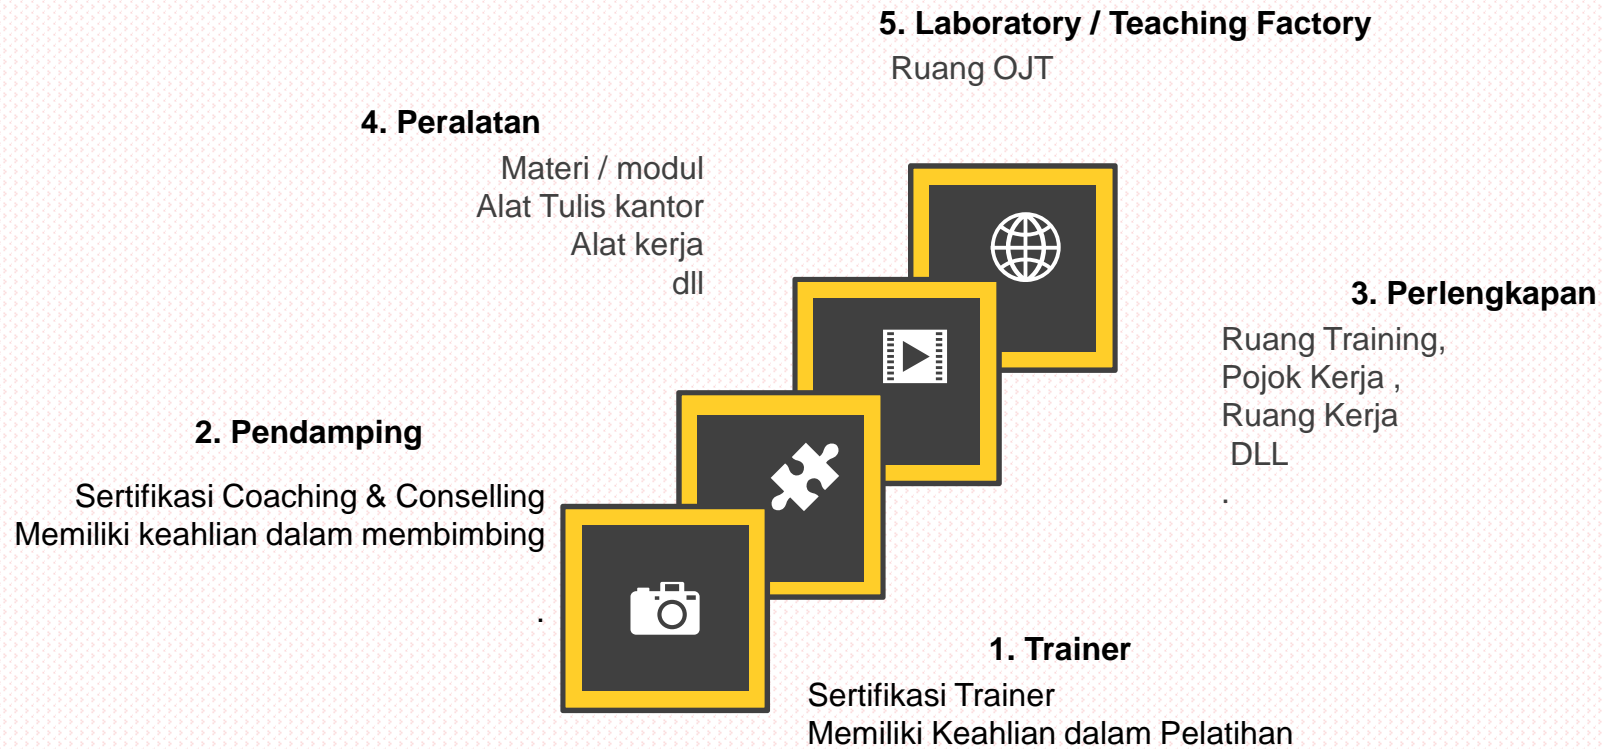 5. Laboratory / Teaching Factory
Ruang OJT
4. Peralatan
Materi / modul
Alat Tulis kantor
Alat kerja
dll
3. Perlengkapan
Ruang Training,
Pojok Kerja ,
Ruang Kerja
DLL
.
2. Pendamping
Sertifikasi Coaching & Conselling
Memiliki keahlian dalam membimbing
.
1. Trainer
Sertifikasi Trainer
Memiliki Keahlian dalam Pelatihan